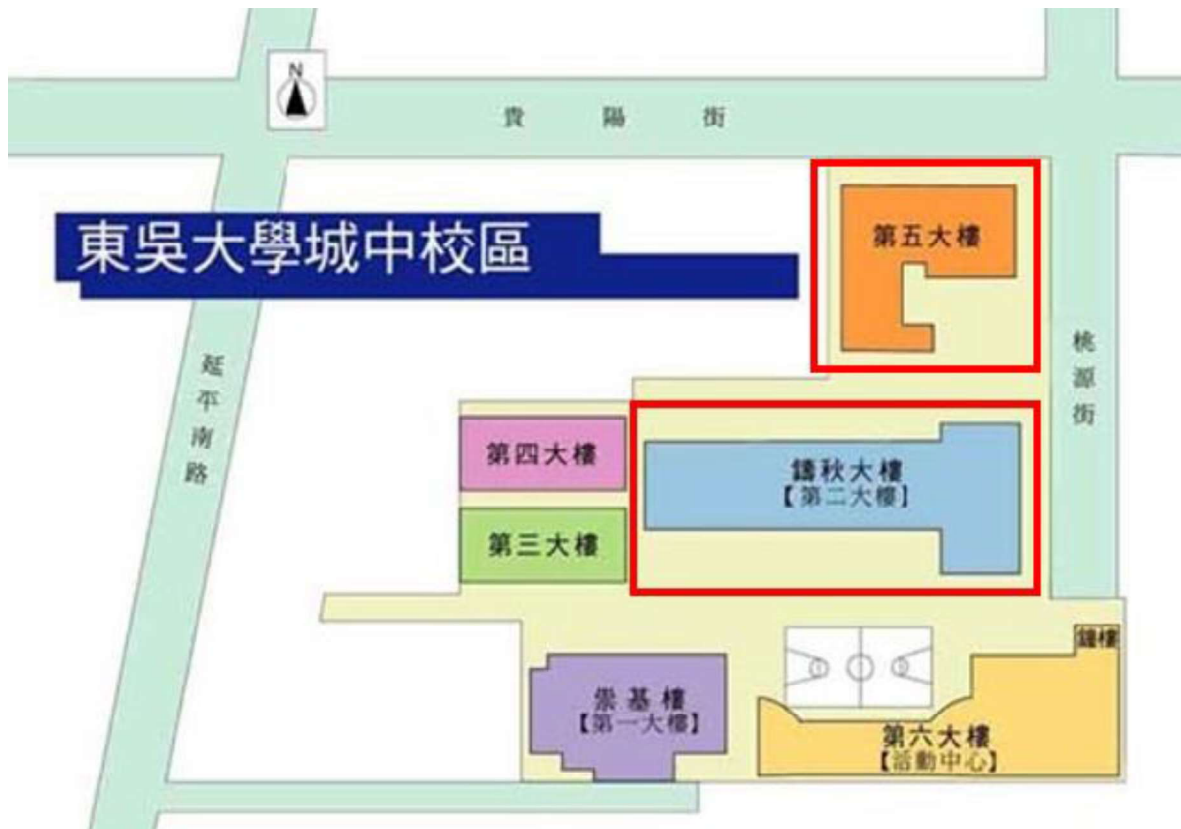 N
貴陽街
東吳大學城中校區
第五大樓
延平南路
桃源街
第四大樓
鑄秋大樓
【第二大樓】
第三大樓
鐘樓
崇基樓
【第一大樓】
第六大樓
【活動中心】